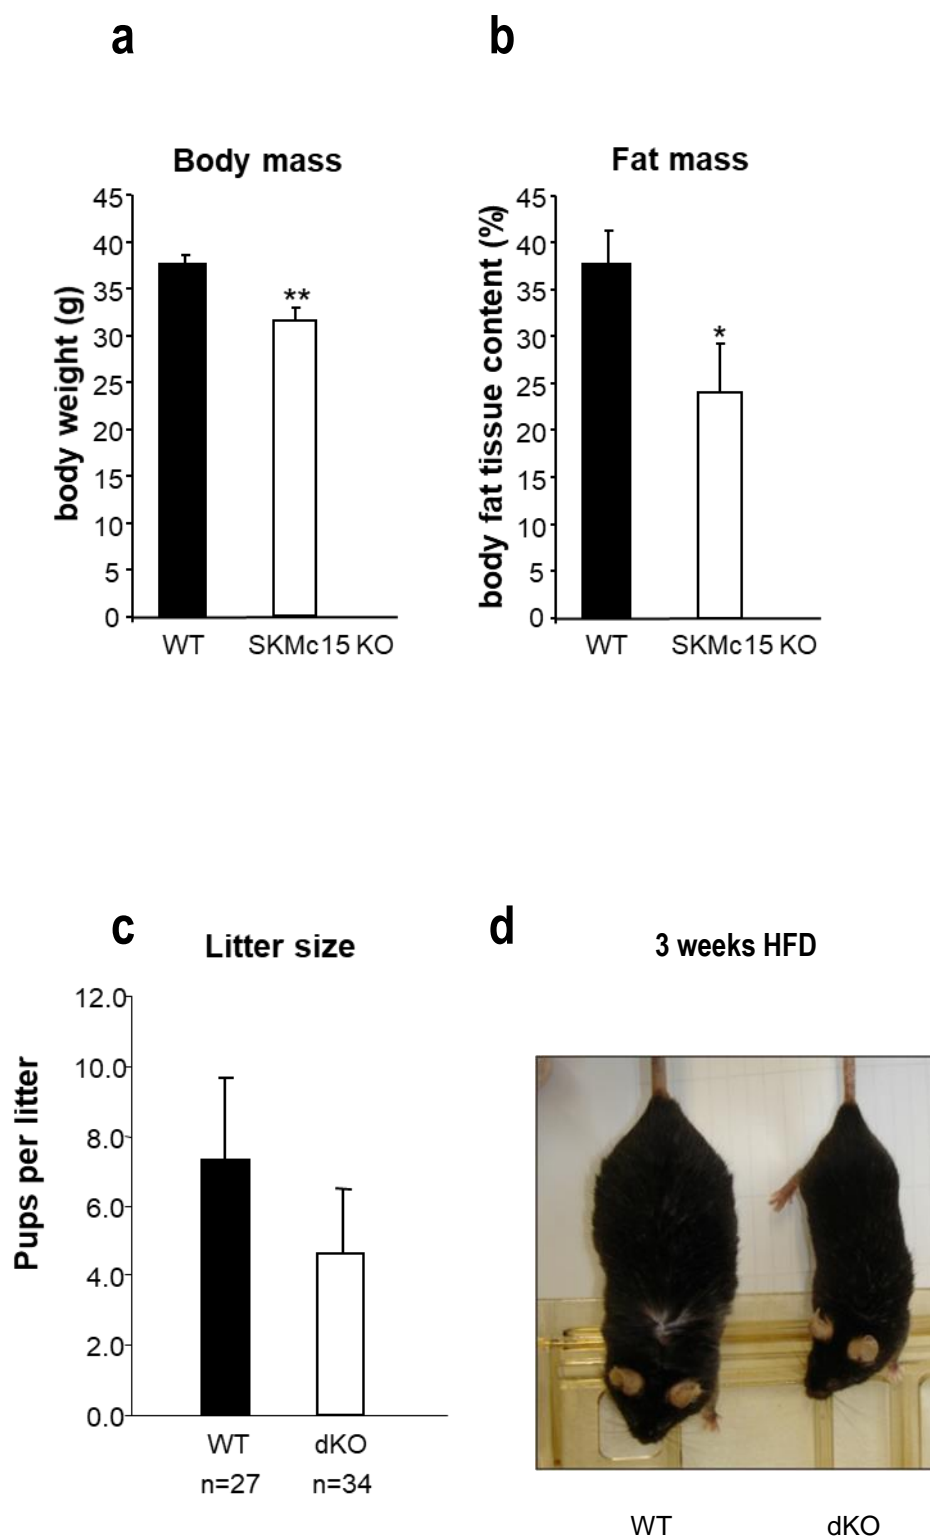 a
b
Body mass
Fat mass
body weight (g)
45
40
35
30
25
20
15
10
5
0
**
WT
SKMc15 KO
body fat tissue content (%)
45
40
35
30
25
20
15
10
5
0
*
WT
SKMc15 KO
c
d
Litter size
3 weeks HFD
Pups per litter
12.0
10.0
8.0
6.0
4.0
2.0
0.0
WT
dKO
n=27
n=34
WT
dKO